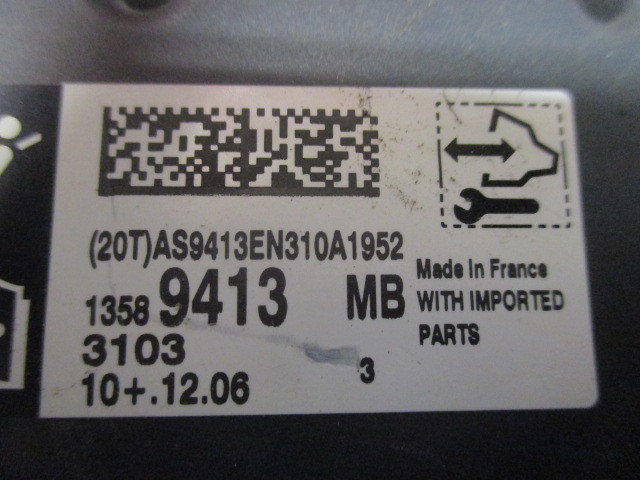 (20T)AS9413EN310A1952
1358 9413 MB
3103
10+.12.06 3
Made In France
WITH IMPORTED
PARTS